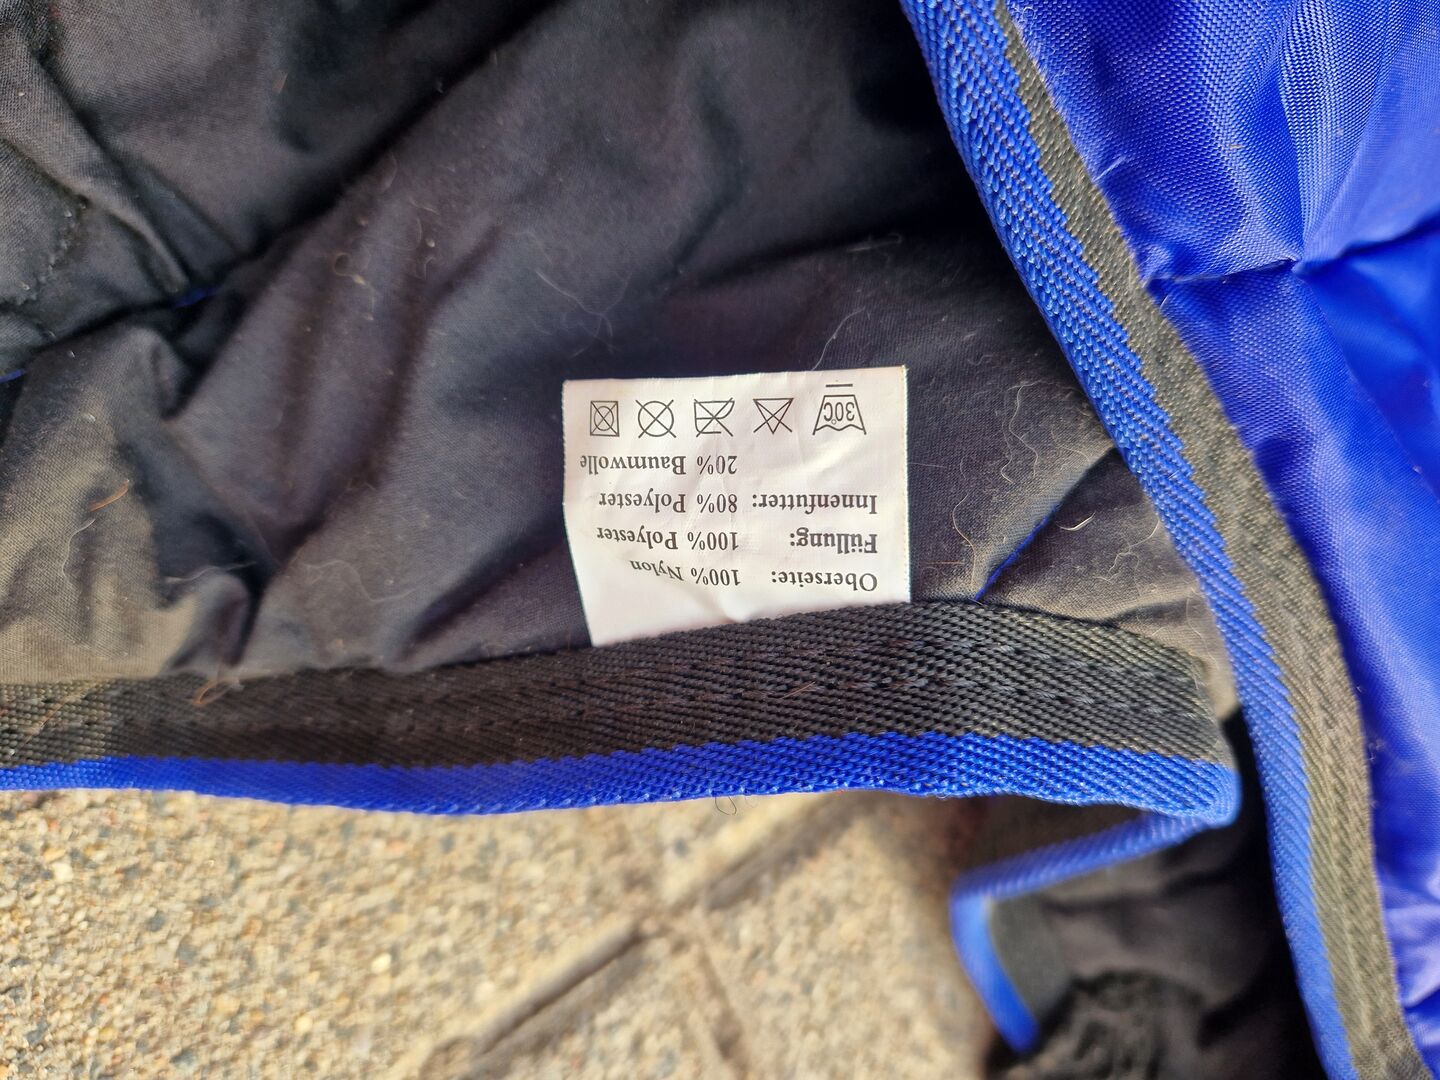 Oberseite: 100% Nylon
Füllung: 100% Polyester
Innenfutter: 80% Polyester
20% Baumwolle
30°C